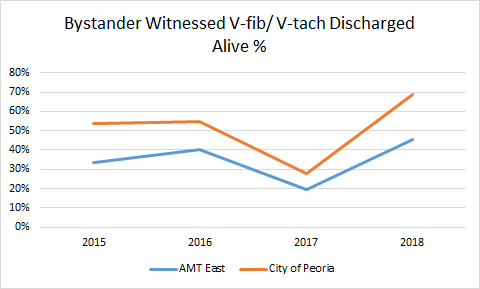 Bystander Witnessed V-fib/ V-tach Discharged
Alive %
80%
70%
60%
50%
40%
30%
20%
10%
0%
2015 2016 2017 2018
AMT East City of Peoria